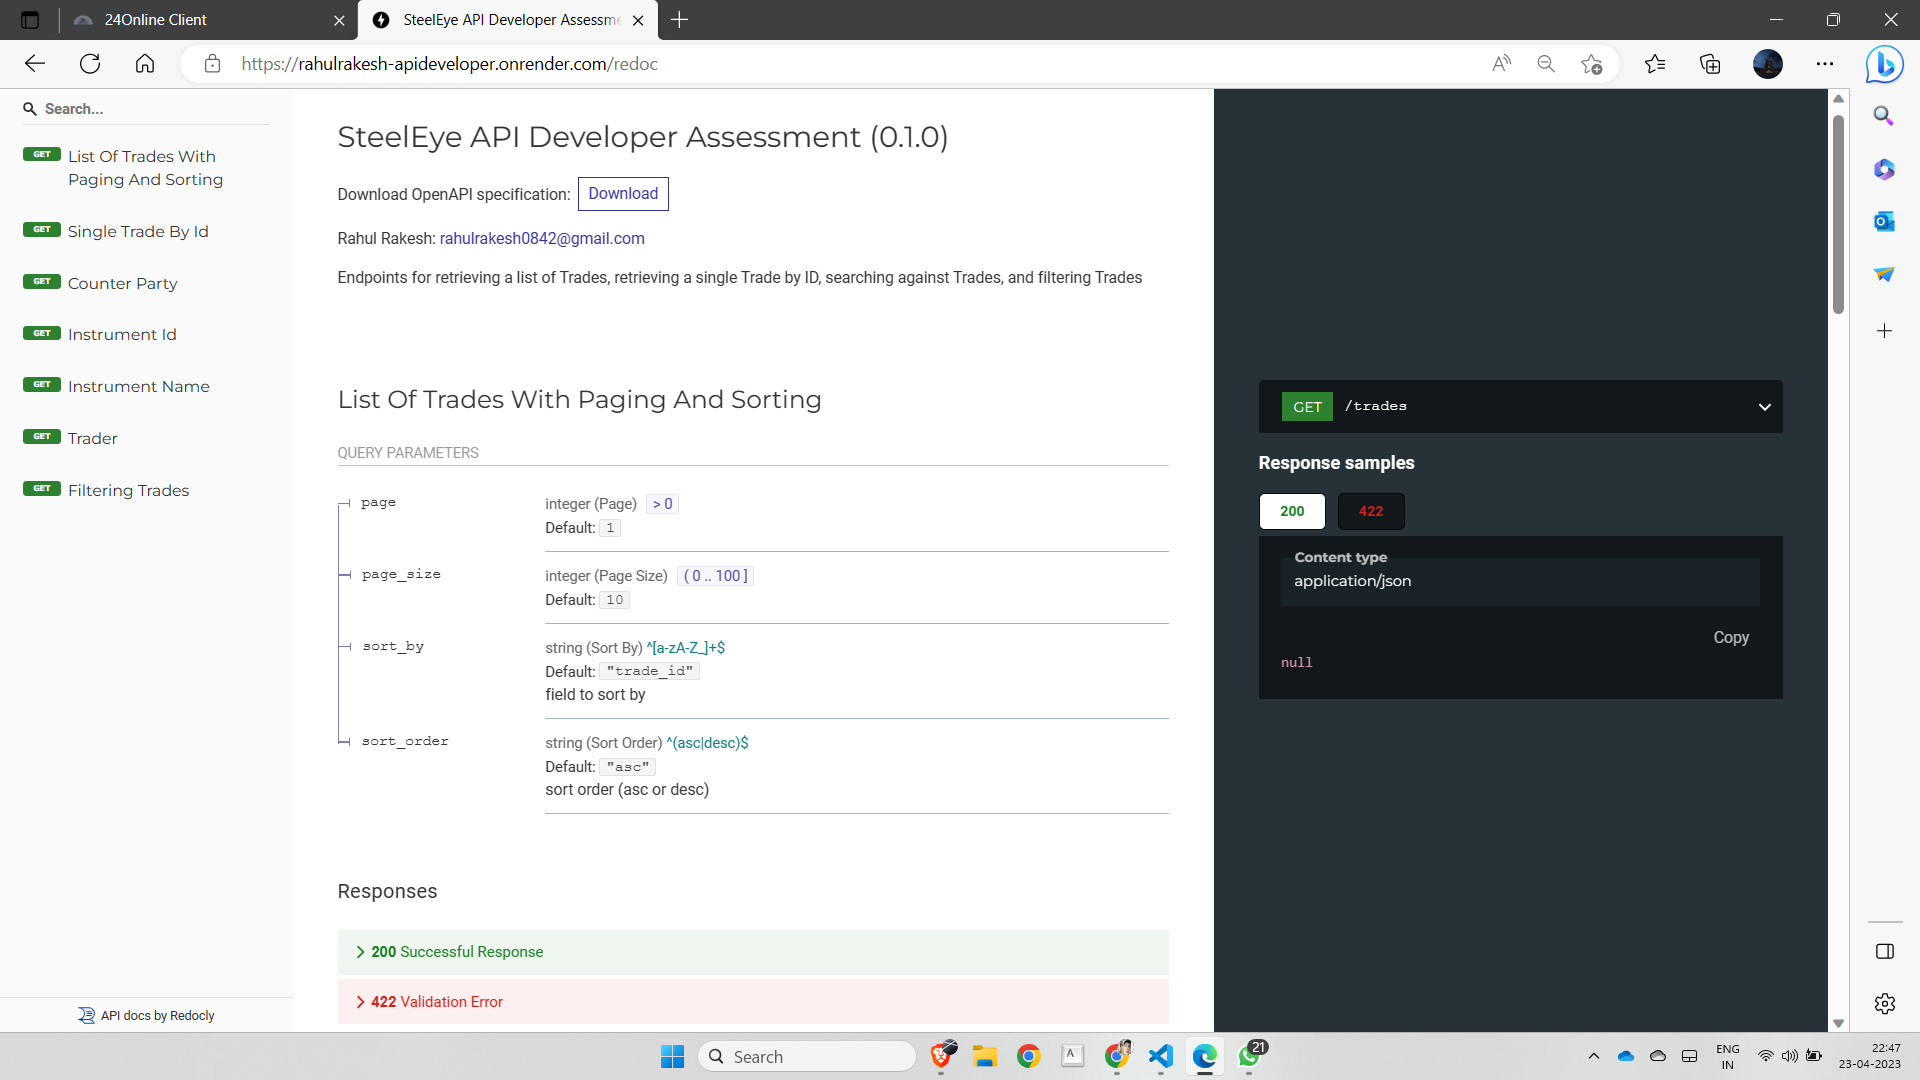 24Online Client
SteelEye API Developer Assessme
https://rahulrakesh-apideveloper.onrender.com/redoc
Search...
GET List Of Trades With
Paging And Sorting
GET Single Trade By Id
GET Counter Party
GET Instrument Id
GET Instrument Name
GET Trader
GET Filtering Trades
API docs by Redocly
SteelEye API Developer Assessment (0.1.0)
Download OpenAPI specification: Download
Rahul Rakesh: rahulrakesh0842@gmail.com
Endpoints for retrieving a list of Trades, retrieving a single Trade by ID, searching against Trades, and filtering Trades
List Of Trades With Paging And Sorting
QUERY PARAMETERS
page
integer (Page) > 0
Default: 1
page_size
integer (Page Size) ( 0 .. 100 ]
Default: 10
sort_by
string (Sort By) ^[a-zA-Z_]+$
Default: "trade_id"
field to sort by
sort_order
string (Sort Order) ^(asc|desc)$
Default: "asc"
sort order (asc or desc)
Responses
200 Successful Response
422 Validation Error
GET /trades
Response samples
200 422
Content type
application/json
Copy
null
Search
A
21
ENG
IN
22:47
23-04-2023